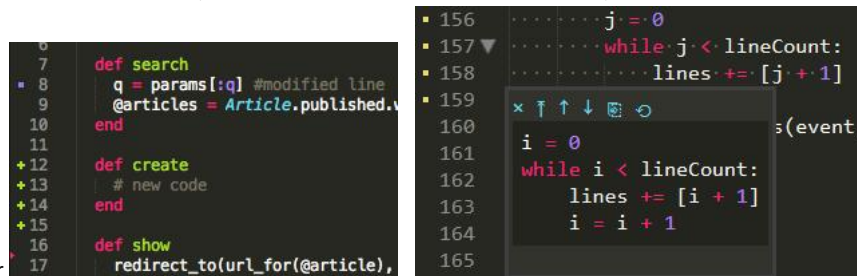 6
7 def search
8 q = params[:q] #modified line
9 @articles = Article.published.
10 end
11
+12 def create
+13 # new code
+14 end
+15
16 def show
17 redirect_to(url_for(@article),
156 j = 0
157 while j < lineCount:
158 lines += [j + 1]
159
160 s(event
161
162
163
164
165
i = 0
while i < lineCount:
lines += [i + 1]
i = i + 1